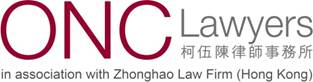 ONC Lawyers
柯伍陳律師事務所
in association with Zhonghao Law Firm (Hong Kong)